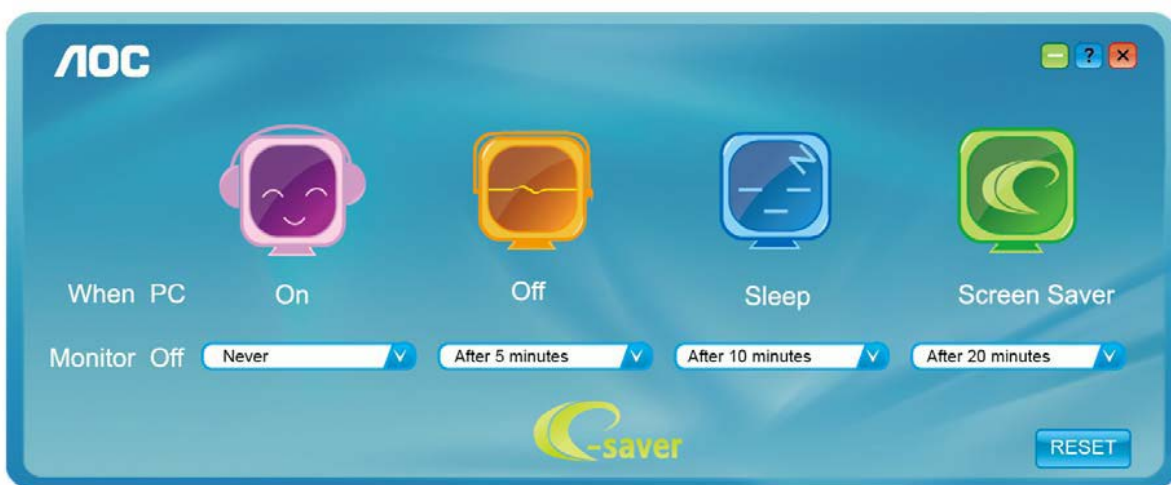 AOC
?
When PC On Off Sleep Screen Saver
Monitor Off Never After 5 minutes After 10 minutes After 20 minutes
e-saver
RESET